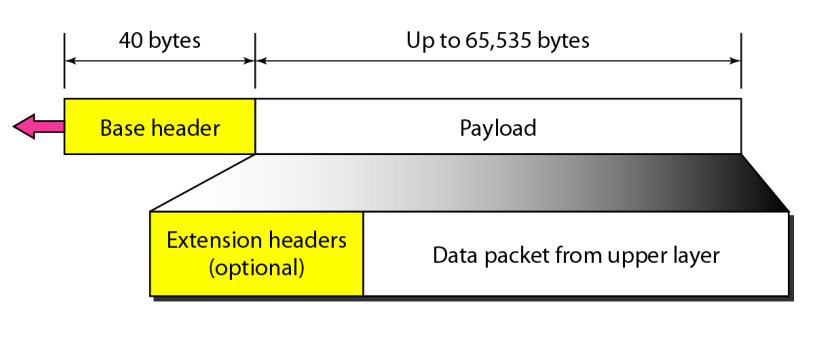 40 bytes
Up to 65,535 bytes
Base header
Payload
Extension headers
(optional)
Data packet from upper layer